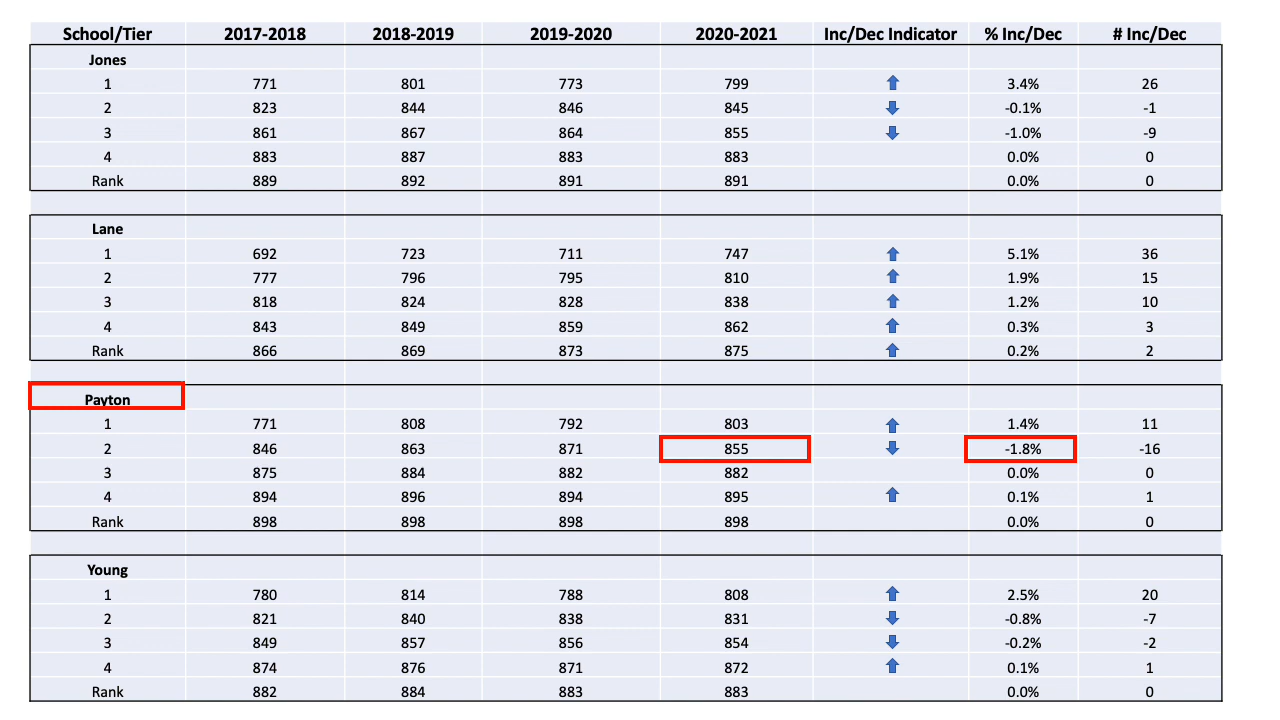 School/Tier 2017-2018 2018-2019 2019-2020 2020-2021 Inc/Dec Indicator % Inc/Dec # Inc/Dec
Jones
1 771 801 773 799 3.4% 26
2 823 844 846 845 -0.1% -1
3 861 867 864 855 -1.0% -9
4 883 887 883 883 0.0% 0
Rank 889 892 891 891 0.0% 0
Lane
1 692 723 711 747 5.1% 36
2 777 796 795 810 1.9% 15
3 818 824 828 838 1.2% 10
4 843 849 859 862 0.3% 3
Rank 866 869 873 875 0.2% 2
Payton
1 771 808 792 803 1.4% 11
2 846 863 871 855 -1.8% -16
3 875 884 882 882 0.0% 0
4 894 896 894 895 0.1% 1
Rank 898 898 898 898 0.0% 0
Young
1 780 814 788 808 2.5% 20
2 821 840 838 831 -0.8% -7
3 849 857 856 854 -0.2% -2
4 874 876 871 872 0.1% 1
Rank 882 884 883 883 0.0% 0